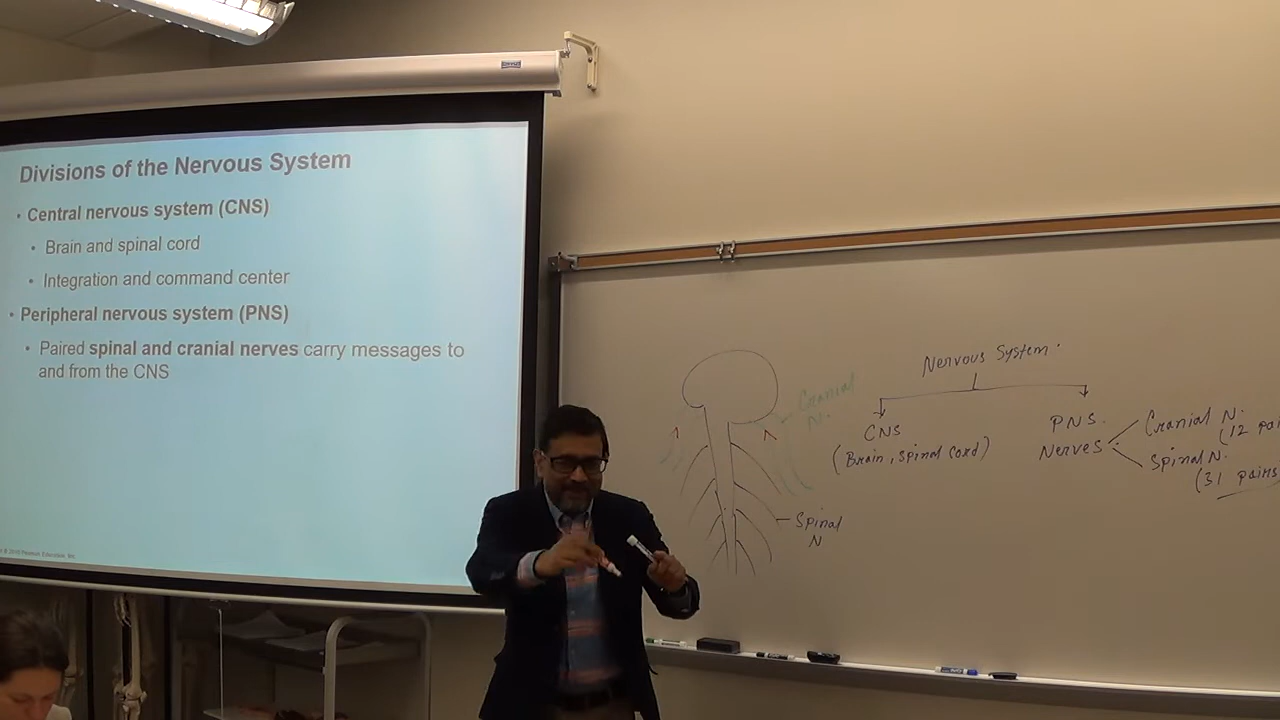 Divisions of the Nervous System
• Central nervous system (CNS)
• Brain and spinal cord
• Integration and command center
• Peripheral nervous system (PNS)
• Paired spinal and cranial nerves carry messages to
and from the CNS
Nervous System.
CNS
(Brain, Spinal Cord)
PNS.
Nerves
Cranial N.
(12 pai
Spinal N.
(31 pairs
Cranial
N.
Spinal
N